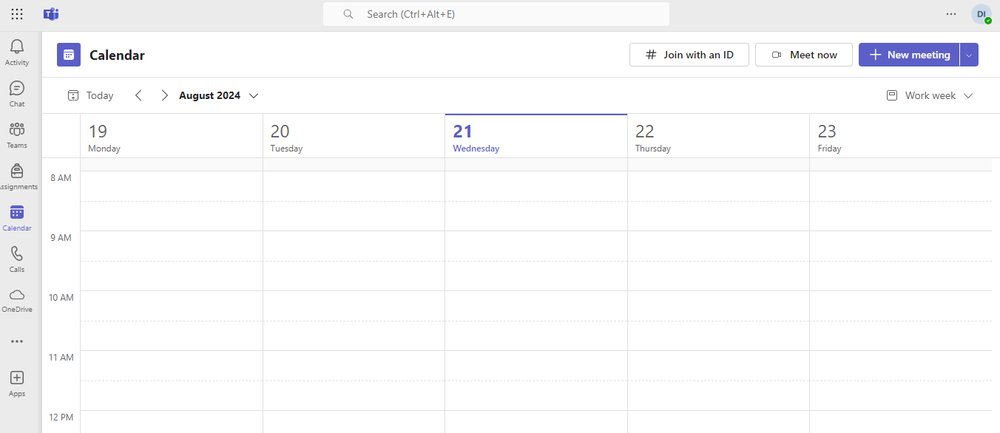 Search (Ctrl+Alt+E)
DI
Activity
Chat
Teams
Assignments
Calendar
Calls
OneDrive
Apps
Calendar
# Join with an ID
Meet now
New meeting
Today
August 2024
Work week
19
Monday
20
Tuesday
21
Wednesday
22
Thursday
23
Friday
8 AM
9 AM
10 AM
11 AM
12 PM